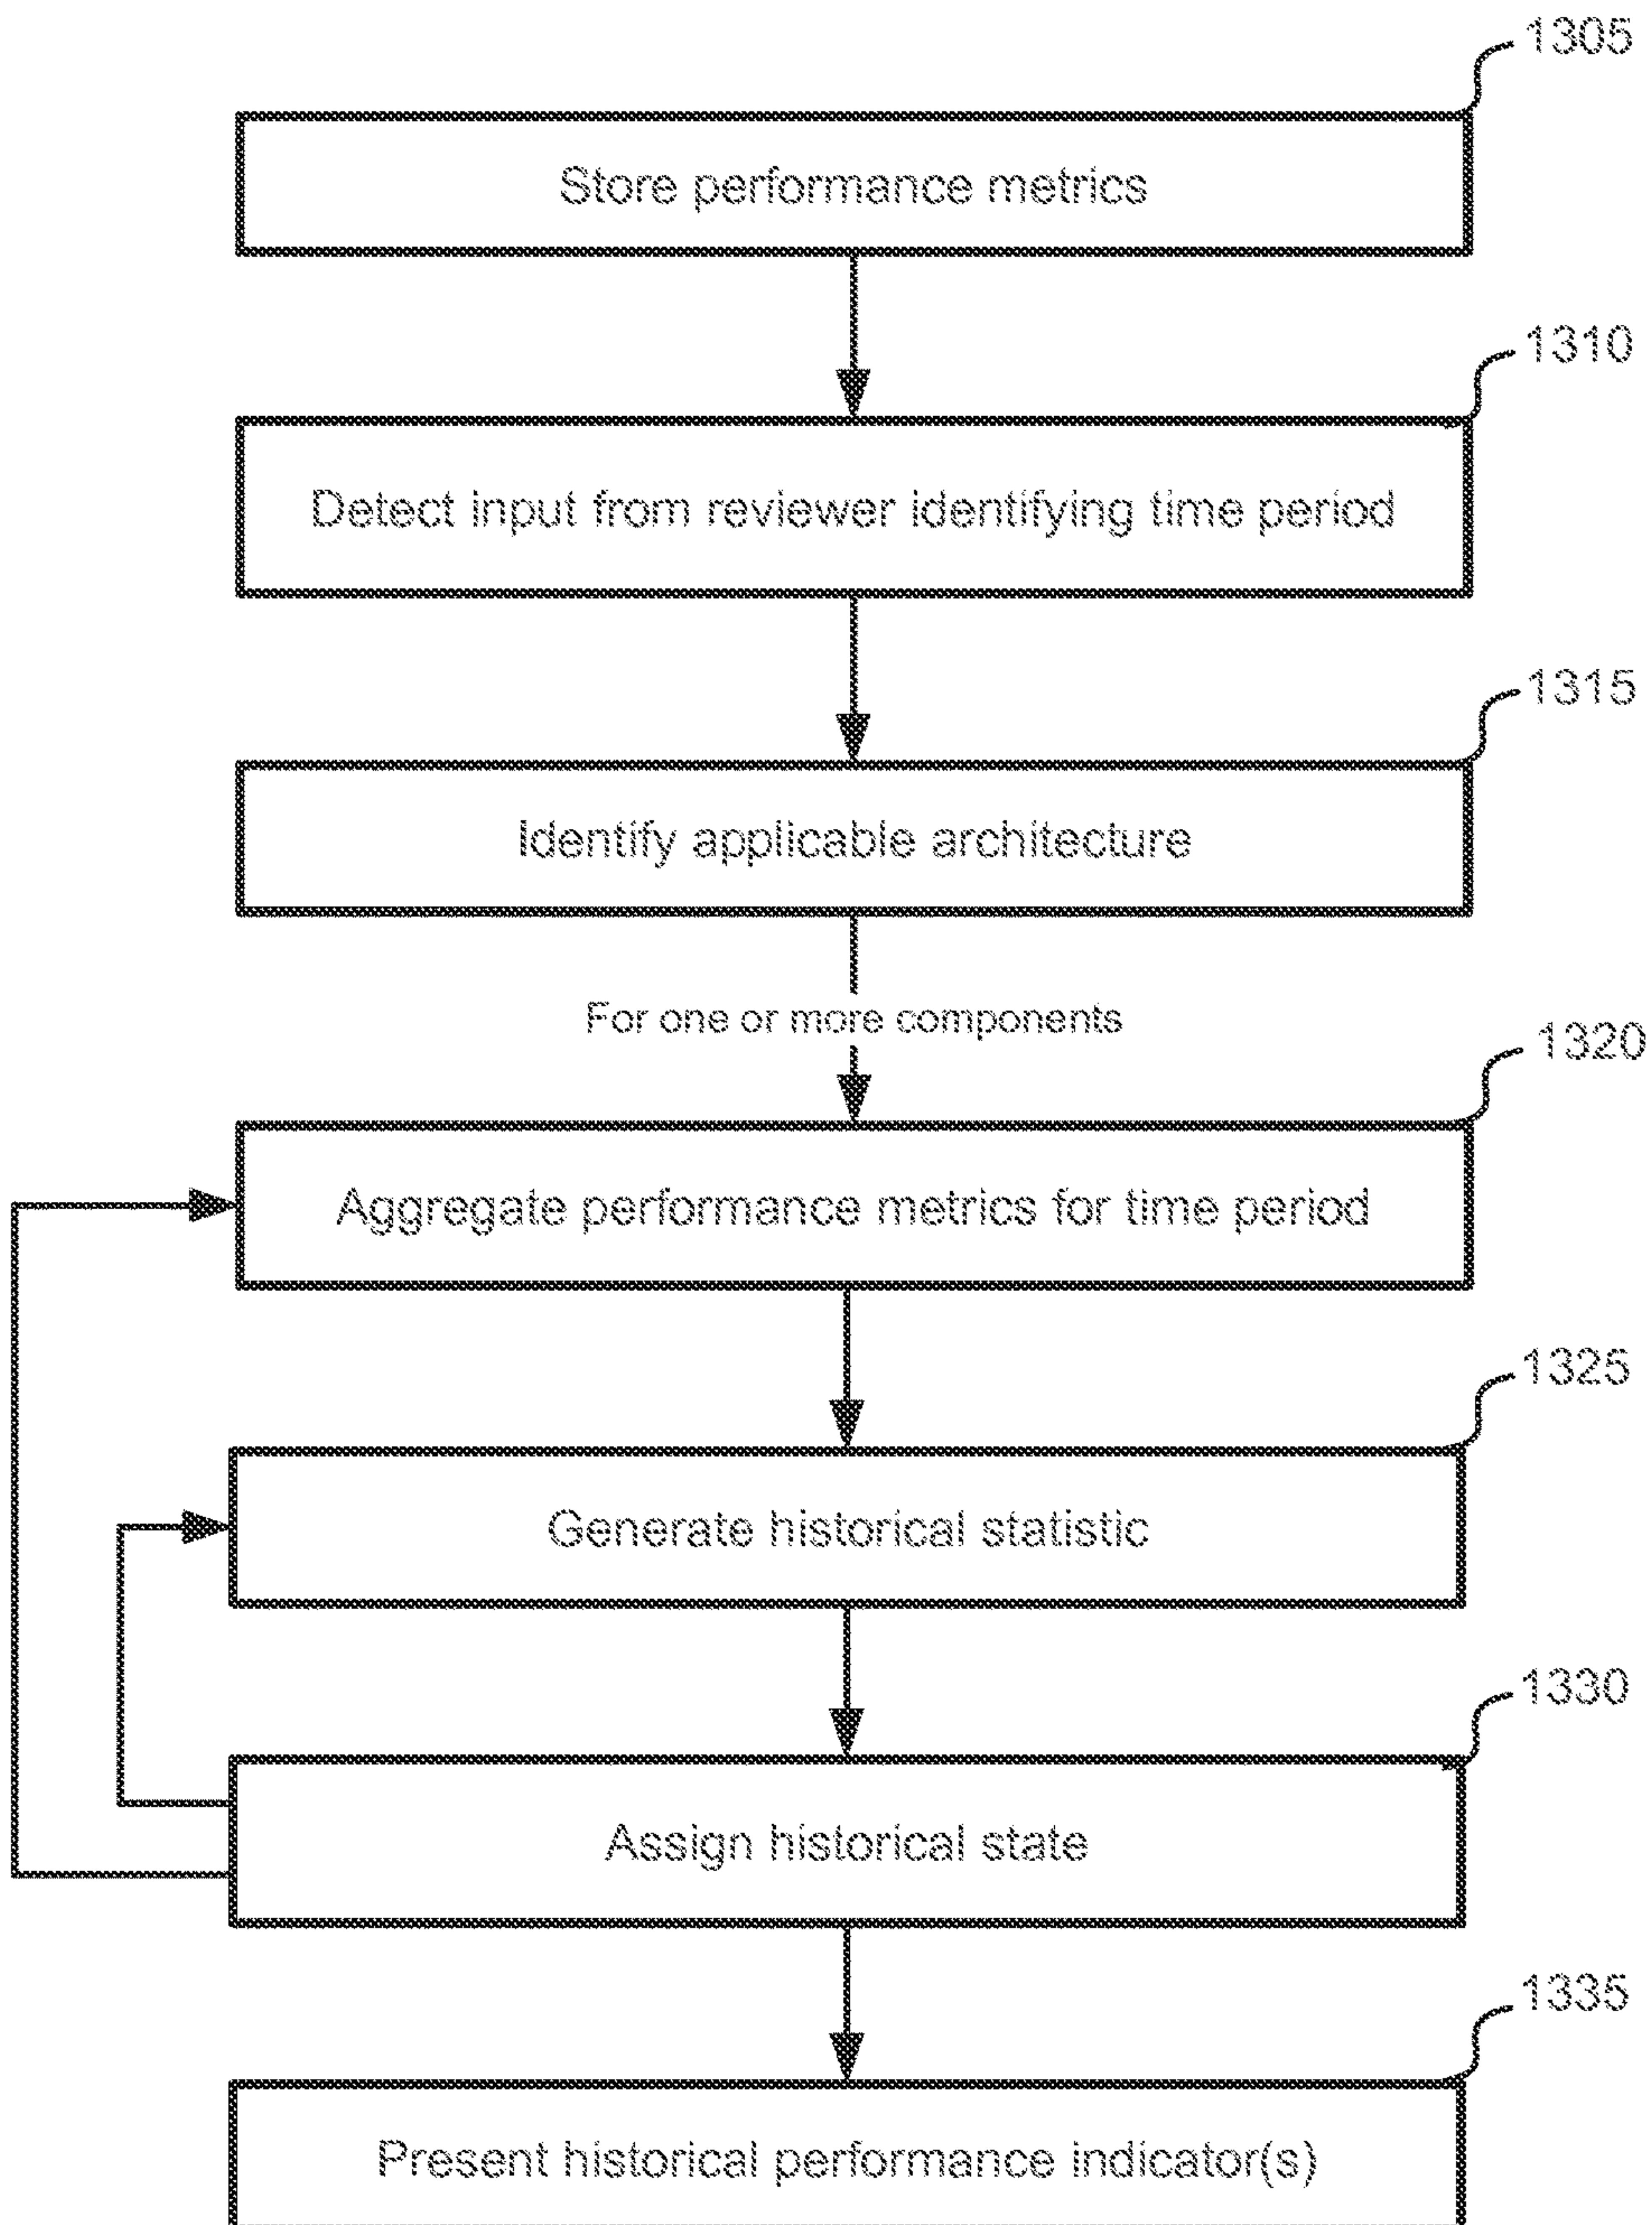 1305
Store performance metrics
1310
Detect input from reviewer identifying time period
1315
Identify applicable architecture
For one or more components
1320
Aggregate performance metrics for time period
1325
Generate historical statistic
1330
Assign historical state
1335
Present historical performance indicator(s)